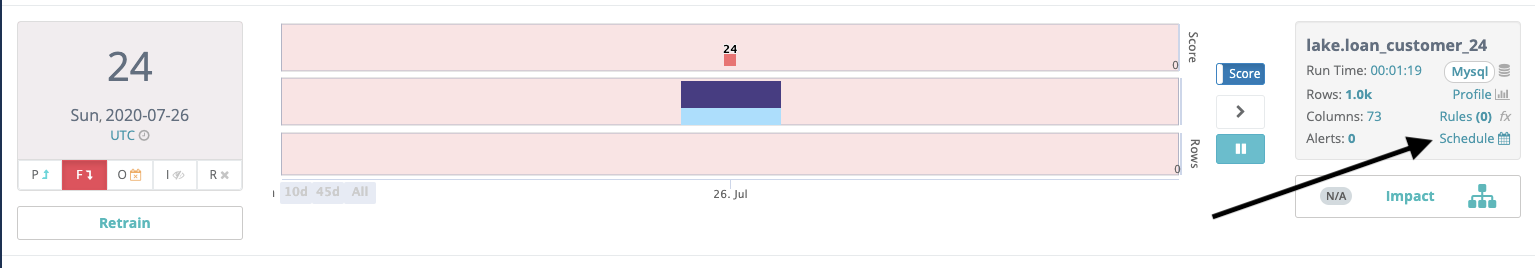 24
Sun, 2020-07-26
UTC
P F O I R
Retrain
24
Score
0
Rows
0
10d 45d All
26. Jul
Score
lake.loan_customer_24
Run Time: 00:01:19 Mysql
Rows: 1.0k Profile
Columns: 73 Rules (0) fx
Alerts: 0 Schedule
N/A Impact